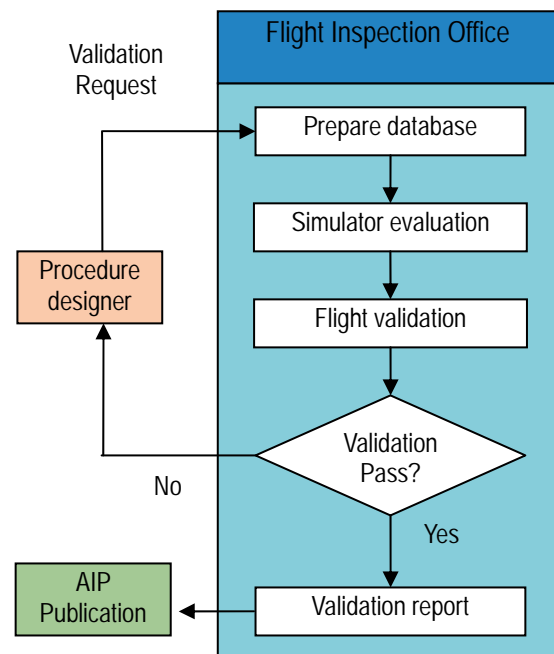 Flight Inspection Office
Validation
Request
Prepare database
Simulator evaluation
Procedure
designer
Flight validation
Validation
Pass?
No
Yes
AIP
Publication
Validation report